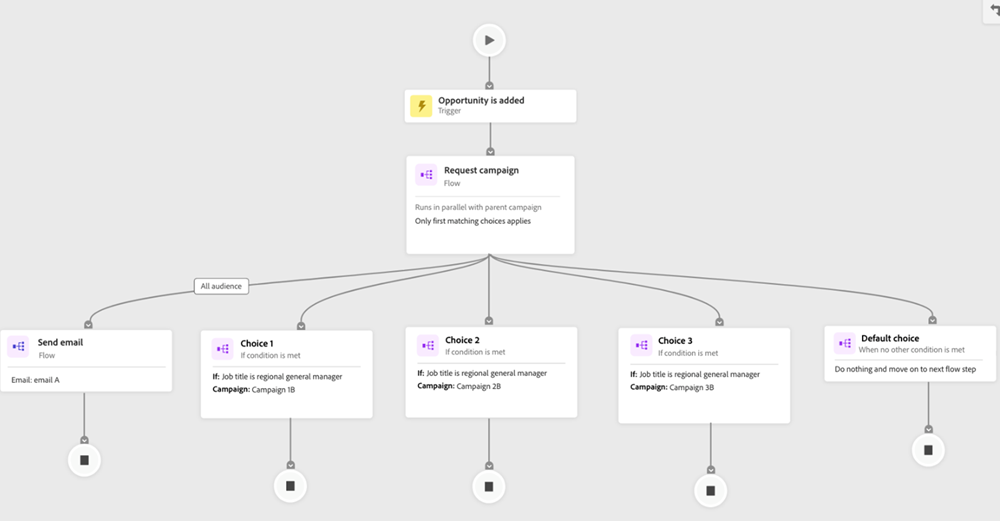 Opportunity is added
Trigger
Request campaign
Flow
Runs in parallel with parent campaign
Only first matching choices applies
All audience
Send email
Flow
Email: email A
Choice 1
If condition is met
If: Job title is regional general manager
Campaign: Campaign 1B
Choice 2
If condition is met
If: Job title is regional general manager
Campaign: Campaign 2B
Choice 3
If condition is met
If: Job title is regional general manager
Campaign: Campaign 3B
Default choice
When no other condition is met
Do nothing and move on to next flow step